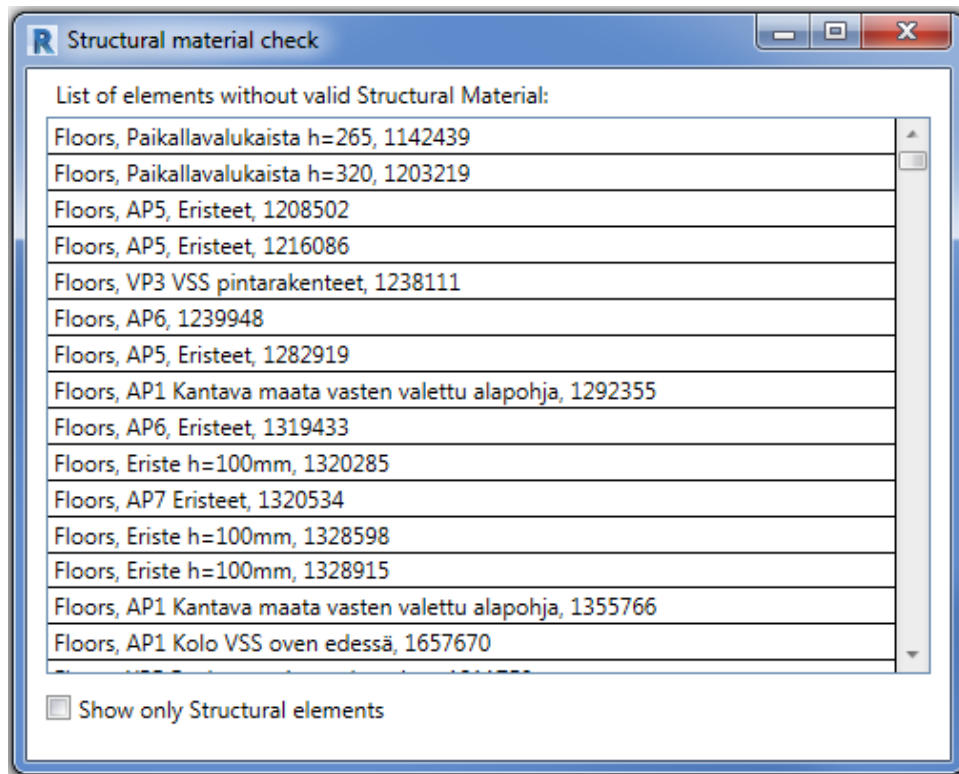 Structural material check
List of elements without valid Structural Material:
Floors, Paikallavalukaista h=265, 1142439
Floors, Paikallavalukaista h=320, 1203219
Floors, AP5, Eristeet, 1208502
Floors, AP5, Eristeet, 1216086
Floors, VP3 VSS pintarakenteet, 1238111
Floors, AP6, 1239948
Floors, AP5, Eristeet, 1282919
Floors, AP1 Kantava maata vasten valettu alapohja, 1292355
Floors, AP6, Eristeet, 1319433
Floors, Eriste h=100mm, 1320285
Floors, AP7 Eristeet, 1320534
Floors, Eriste h=100mm, 1328598
Floors, Eriste h=100mm, 1328915
Floors, AP1 Kantava maata vasten valettu alapohja, 1355766
Floors, AP1 Kolo VSS oven edessä, 1657670
Show only Structural elements